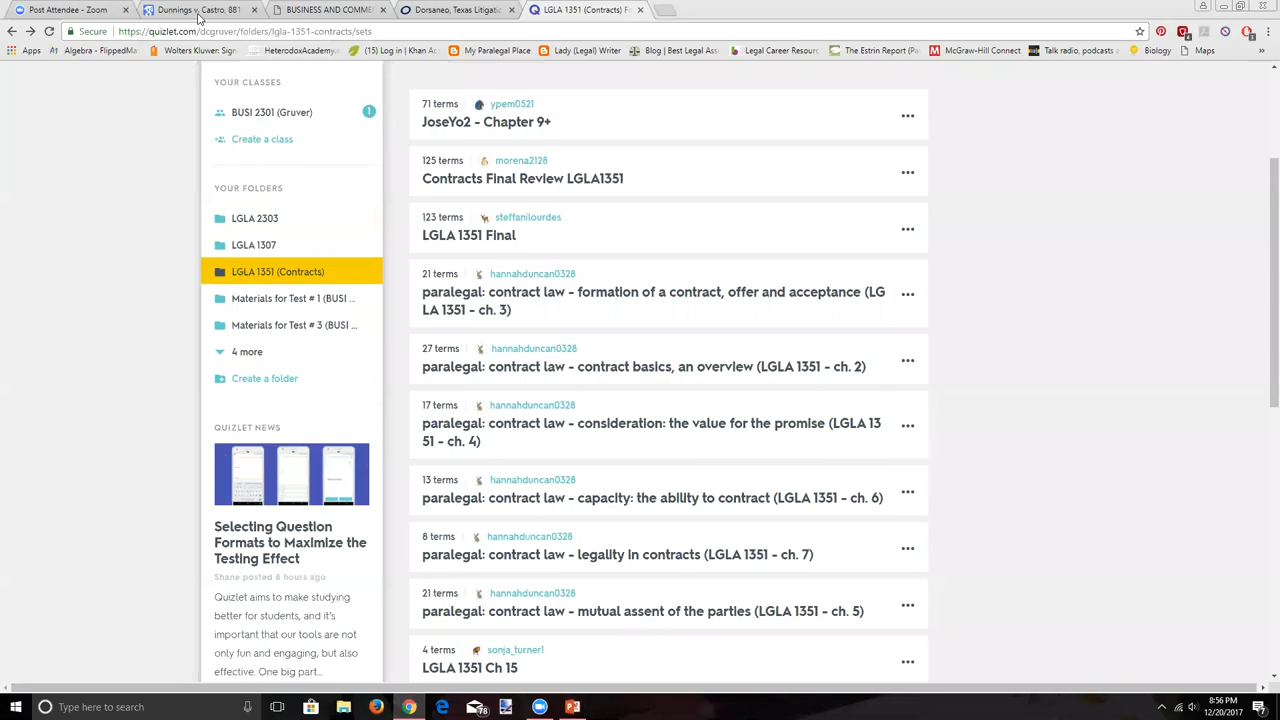 Post Attendee - Zoom
Dunnings v. Castro, 881
BUSINESS AND COMME
Dorsaneo, Texas Litigati
LGLA 1351 (Contracts) F
Secure
https://quizlet.com/dcgruver/folders/lgla-1351-contracts/sets
Apps
Algebra - FlippedMa
Wolters Kluwer: Sign
HeterodoxAcademy:
(15) Log in | Khan Ac
My Paralegal Place
Lady (Legal) Writer
Blog | Best Legal Ass
Legal Career Resour
The Estrin Report (P
McGraw-Hill Connect
Talk radio, podcasts
Biology
Maps
YOUR CLASSES
BUSI 2301 (Gruver)
1
Create a class
YOUR FOLDERS
LGLA 2303
LGLA 1307
LGLA 1351 (Contracts)
Materials for Test # 1 (BUSI ...
Materials for Test # 3 (BUSI ...
4 more
Create a folder
QUIZLET NEWS
Selecting Question
Formats to Maximize the
Testing Effect
Shane posted 6 hours ago
Quizlet aims to make studying
better for students, and it's
important that our tools are not
only fun and engaging, but also
effective. One big part...
71 terms
ypem0521
JoseYo2 - Chapter 9+
125 terms
morena2128
Contracts Final Review LGLA1351
123 terms
steffanilourdes
LGLA 1351 Final
21 terms
hannahduncan0328
paralegal: contract law - formation of a contract, offer and acceptance (LG
LA 1351 - ch. 3)
27 terms
hannahduncan0328
paralegal: contract law - contract basics, an overview (LGLA 1351 - ch. 2)
17 terms
hannahduncan0328
paralegal: contract law - consideration: the value for the promise (LGLA 13
51 - ch. 4)
13 terms
hannahduncan0328
paralegal: contract law - capacity: the ability to contract (LGLA 1351 - ch. 6)
8 terms
hannahduncan0328
paralegal: contract law - legality in contracts (LGLA 1351 - ch. 7)
21 terms
hannahduncan0328
paralegal: contract law - mutual assent of the parties (LGLA 1351 - ch. 5)
4 terms
sonja_turner1
LGLA 1351 Ch 15
Type here to search
78
8:56 PM
12/20/2017